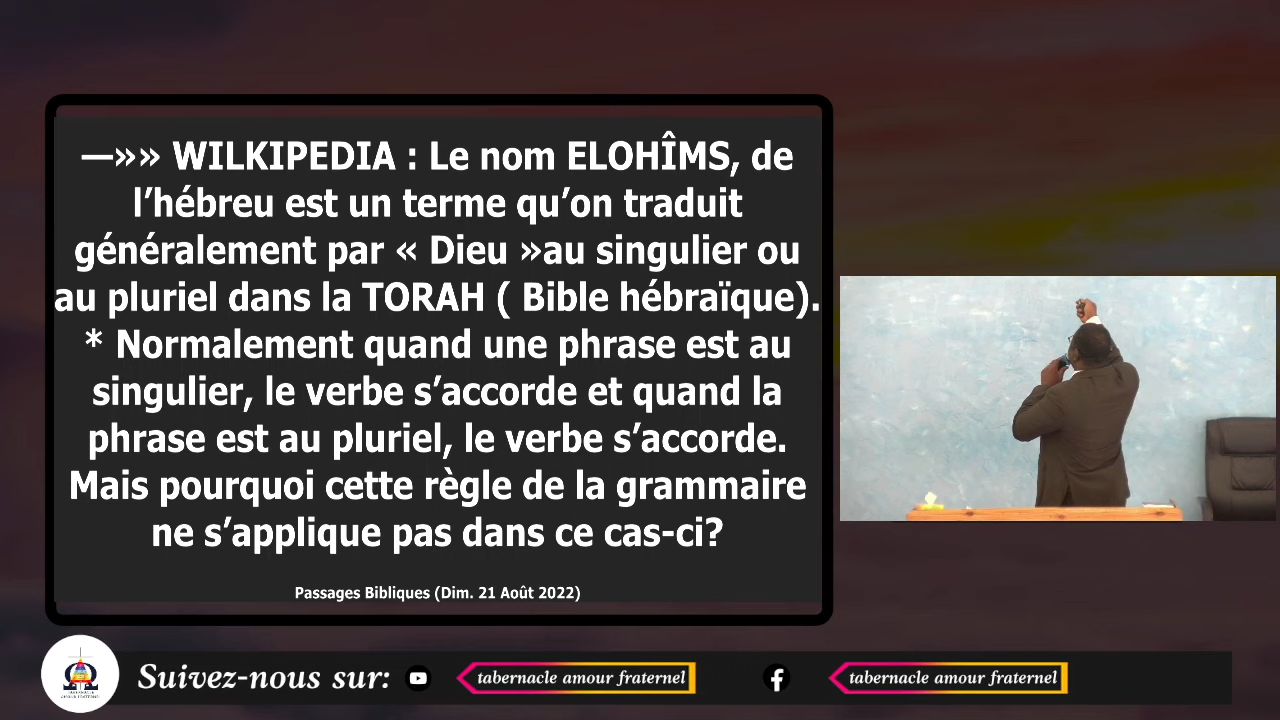 —»» WILKIPEDIA : Le nom ELOHÎMS, de
l’hébreu est un terme qu’on traduit
généralement par « Dieu »au singulier ou
au pluriel dans la TORAH ( Bible hébraïque).
* Normalement quand une phrase est au
singulier, le verbe s’accorde et quand la
phrase est au pluriel, le verbe s’accorde.
Mais pourquoi cette règle de la grammaire
ne s’applique pas dans ce cas-ci?
Passages Bibliques (Dim. 21 Août 2022)
Suivez-nous sur:
tabernacle amour fraternel
tabernacle amour fraternel